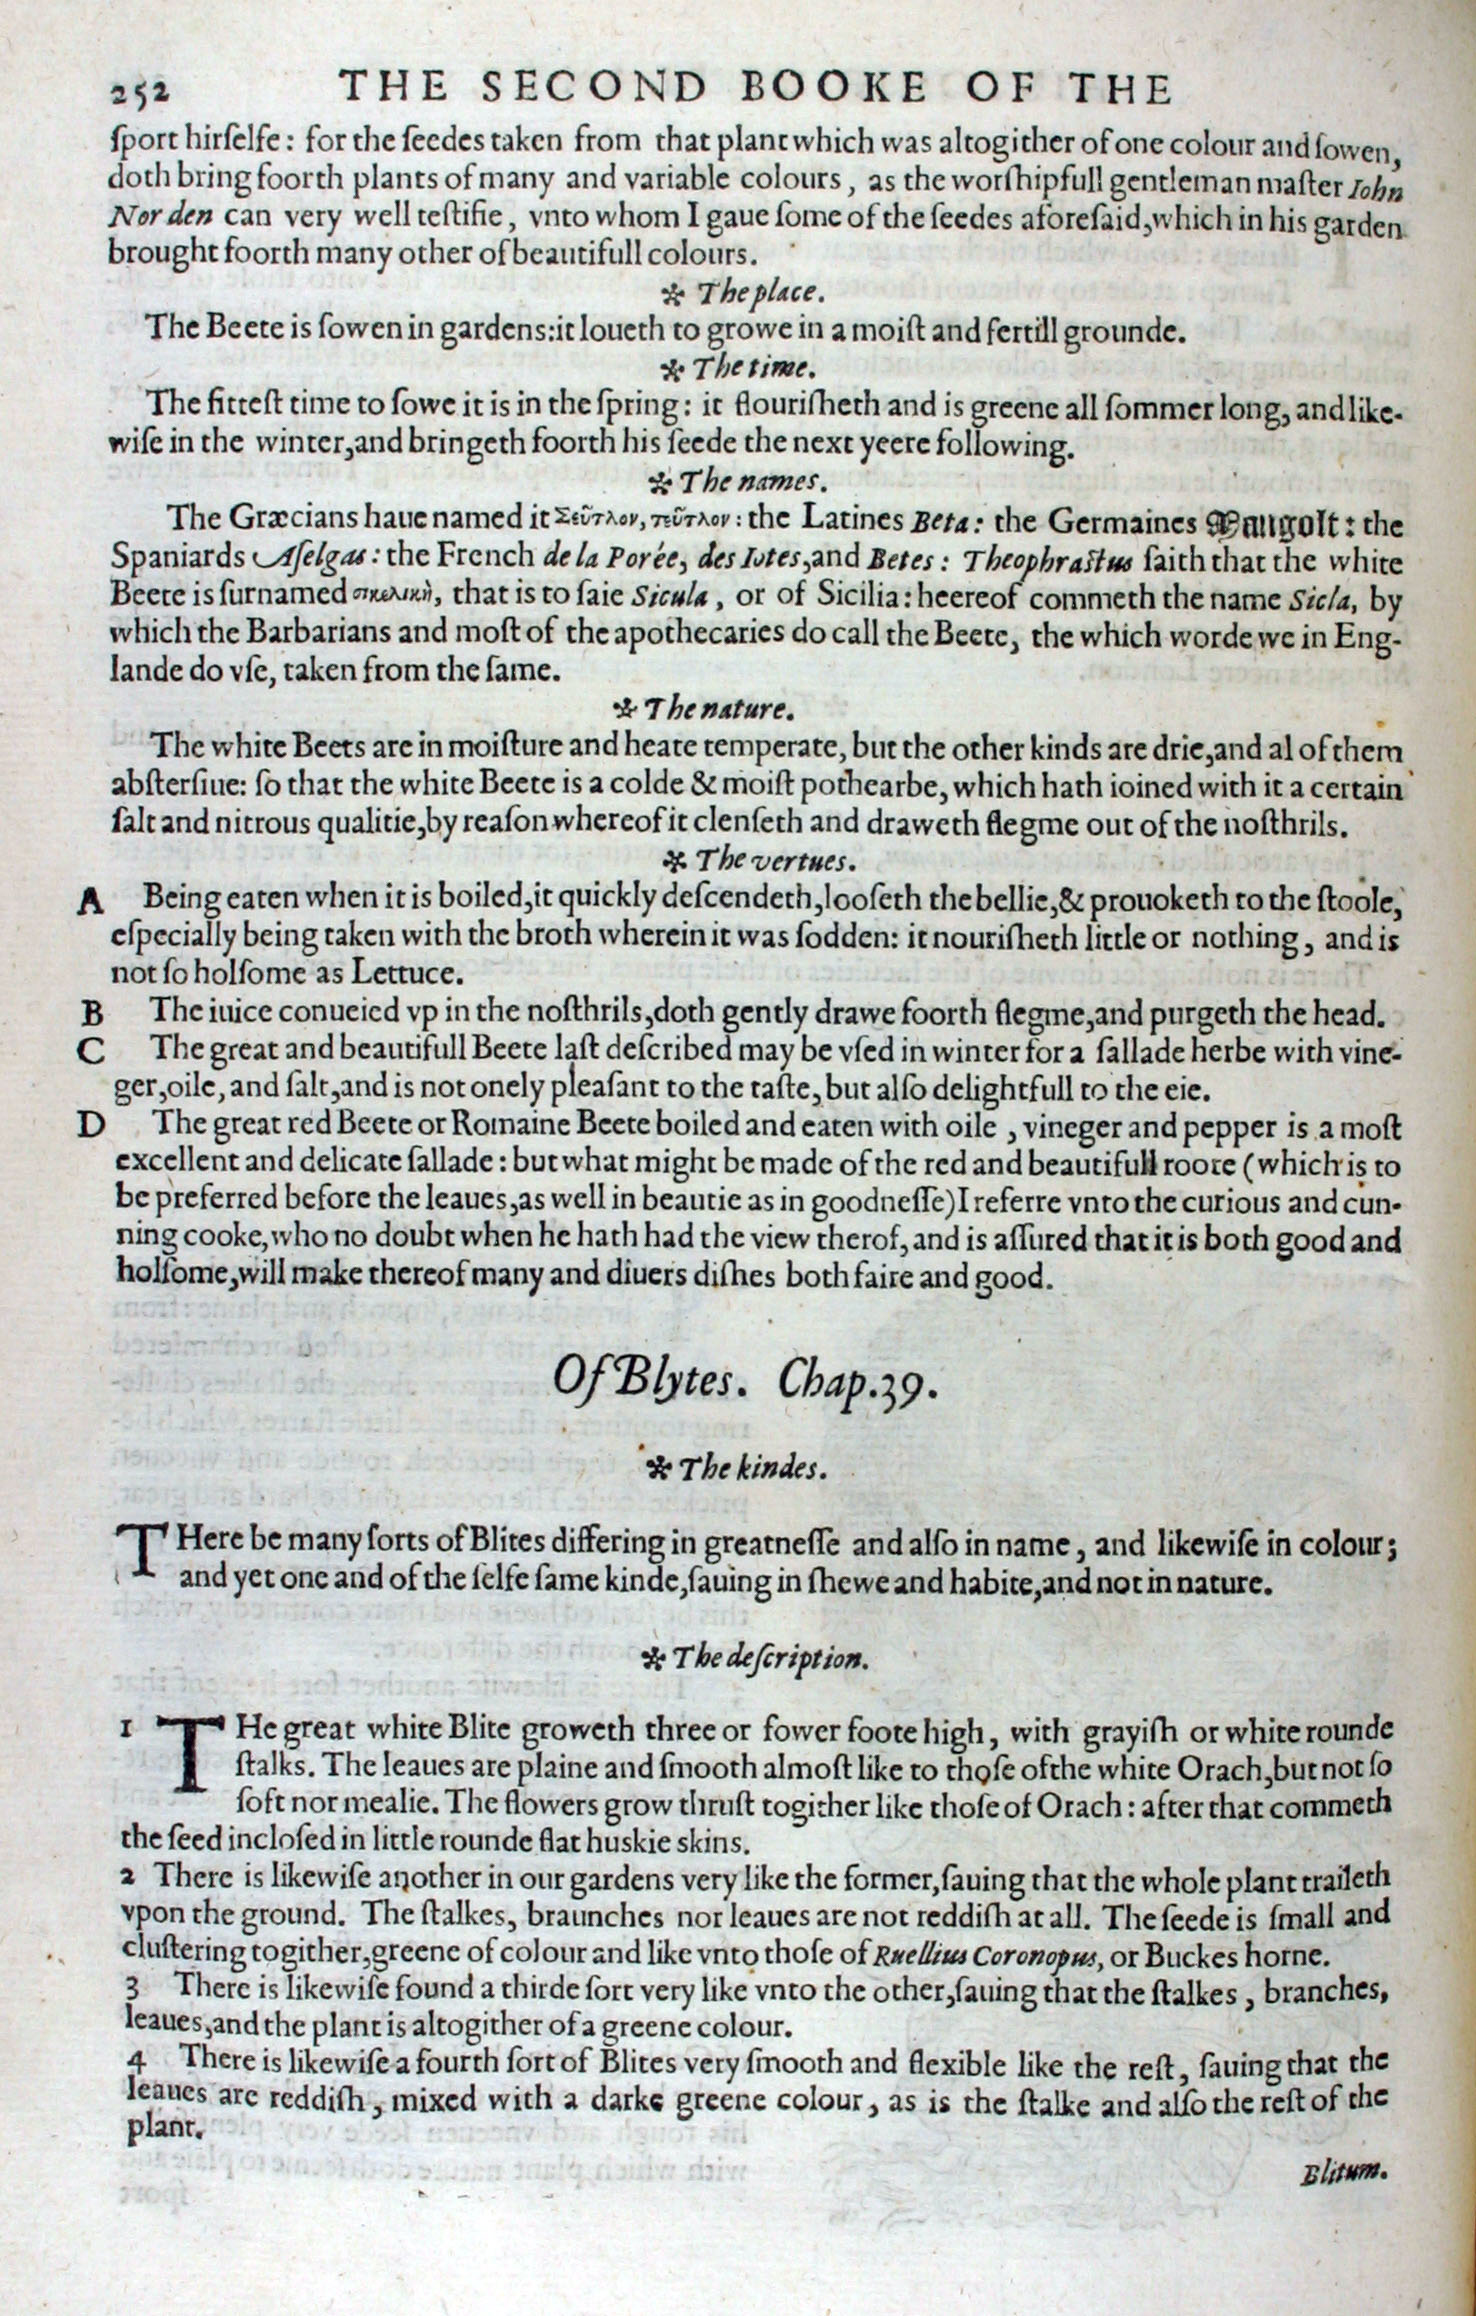 252 THE SECOND BOOKE OF THE
ſport hirſelfe: for the ſeedes taken from that plant which was altogither of one colour and ſowen,
doth bring foorth plants of many and variable colours, as the worſhipfull gentleman maſter Iohn
Norden can very well teſtifie, vnto whom I gaue ſome of the ſeedes aforeſaid, which in his garden
brought foorth many other of beautifull colours.
❧ The place.
The Beete is ſowen in gardens: it loueth to growe in a moiſt and fertill grounde.
❧ The time.
The fitteſt time to ſowe it is in the ſpring: it flouriſheth and is greene all ſommer long, and like-
wiſe in the winter, and bringeth foorth his ſeede the next yeere following.
❧ The names.
The Græcians haue named it Σεῦτλον, τεῦτλον: the Latines Beta: the Germaines Mangolt: the
Spaniards Aſelgas: the French de la Porée, des Iotes, and Betes: Theophraſtus ſaith that the white
Beete is ſurnamed σικελικὴ, that is to ſaie Sicula, or of Sicilia: heereof commeth the name Sicla, by
which the Barbarians and moſt of the apothecaries do call the Beete, the which worde we in Eng-
lande do vſe, taken from the ſame.
❧ The nature.
The white Beets are in moiſture and heate temperate, but the other kinds are drie, and al of them
abſterſiue: ſo that the white Beete is a colde & moiſt pothearbe, which hath ioined with it a certain
ſalt and nitrous qualitie, by reaſon whereof it clenſeth and draweth flegme out of the noſthrils.
❧ The vertues.
A Being eaten when it is boiled, it quickly deſcendeth, looſeth the bellie, & prouoketh to the ſtoole,
eſpecially being taken with the broth wherein it was ſodden: it nouriſheth little or nothing, and is
not ſo holſome as Lettuce.
B The iuice conueied vp in the noſthrils, doth gently drawe foorth flegme, and purgeth the head.
C The great and beautifull Beete laſt deſcribed may be vſed in winter for a ſallade herbe with vine-
ger, oile, and ſalt, and is not onely pleaſant to the taſte, but alſo delightfull to the eie.
D The great red Beete or Romaine Beete boiled and eaten with oile, vineger and pepper is a moſt
excellent and delicate ſallade: but what might be made of the red and beautifull roote (which is to
be preferred before the leaues, as well in beautie as in goodneſſe) I referre vnto the curious and cun-
ning cooke, who no doubt when he hath had the view therof, and is aſſured that it is both good and
holſome, will make thereof many and diuers diſhes both faire and good.
Of Blytes. Chap. 39.
❧ The kindes.
THere be many ſorts of Blites differing in greatneſſe and alſo in name, and likewiſe in colour;
and yet one and of the ſelfe ſame kinde, ſauing in ſhewe and habite, and not in nature.
❧ The deſcription.
1 THe great white Blite groweth three or fower foote high, with grayiſh or white rounde
ſtalks. The leaues are plaine and ſmooth almoſt like to thoſe of the white Orach, but not ſo
ſoft nor mealie. The flowers grow thruſt togither like thoſe of Orach: after that commeth
the ſeed incloſed in little rounde flat huskie skins.
2 There is likewiſe another in our gardens very like the former, ſauing that the whole plant traileth
vpon the ground. The ſtalkes, braunches nor leaues are not reddiſh at all. The ſeede is ſmall and
cluſtering togither, greene of colour and like vnto thoſe of Ruellius Coronopus, or Buckes horne.
3 There is likewiſe found a thirde ſort very like vnto the other, ſauing that the ſtalkes, branches,
leaues, and the plant is altogither of a greene colour.
4 There is likewiſe a fourth ſort of Blites very ſmooth and flexible like the reſt, ſauing that the
leaues are reddiſh, mixed with a darke greene colour, as is the ſtalke and alſo the reſt of the
plant.
Blitum.